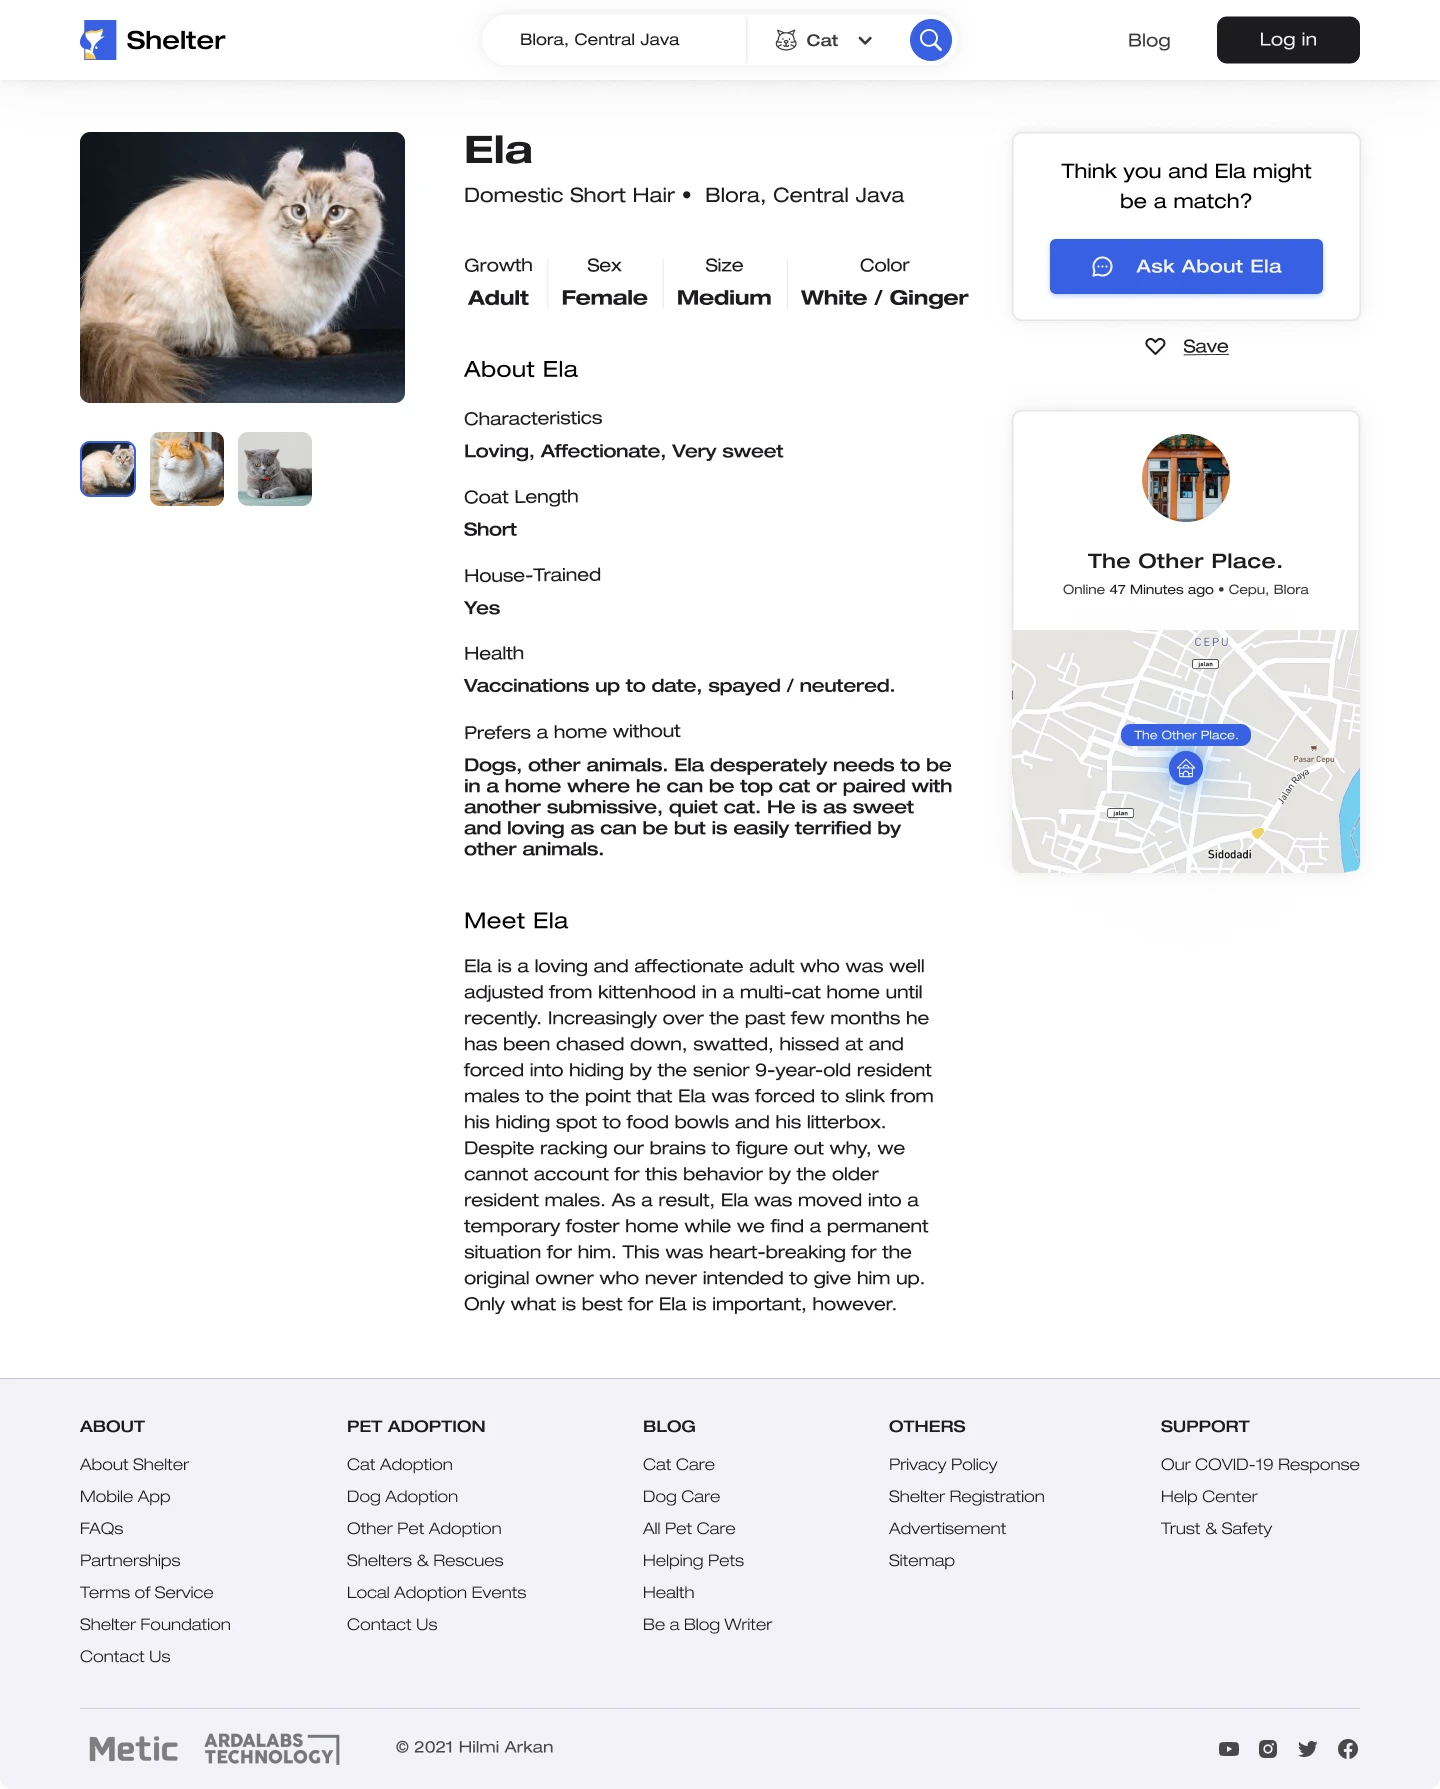 Shelter
Blora, Central Java
Cat
Blog
Log in
Ela
Domestic Short Hair • Blora, Central Java
Growth
Adult
Sex
Female
Size
Medium
Color
White / Ginger
About Ela
Characteristics
Loving, Affectionate, Very sweet
Coat Length
Short
House-Trained
Yes
Health
Vaccinations up to date, spayed / neutered.
Prefers a home without
Dogs, other animals. Ela desperately needs to be
in a home where he can be top cat or paired with
another submissive, quiet cat. He is as sweet
and loving as can be but is easily terrified by
other animals.
Meet Ela
Ela is a loving and affectionate adult who was well
adjusted from kittenhood in a multi-cat home until
recently. Increasingly over the past few months he
has been chased down, swatted, hissed at and
forced into hiding by the senior 9-year-old resident
males to the point that Ela was forced to slink from
his hiding spot to food bowls and his litterbox.
Despite racking our brains to figure out why, we
cannot account for this behavior by the older
resident males. As a result, Ela was moved into a
temporary foster home while we find a permanent
situation for him. This was heart-breaking for the
original owner who never intended to give him up.
Only what is best for Ela is important, however.
Think you and Ela might
be a match?
Ask About Ela
Save
The Other Place.
Online 47 Minutes ago • Cepu, Blora
CEPU
jalan
The Other Place.
Pasar Cepu
Jalan Raya
jalan
Sidodadi
ABOUT
About Shelter
Mobile App
FAQs
Partnerships
Terms of Service
Shelter Foundation
Contact Us
PET ADOPTION
Cat Adoption
Dog Adoption
Other Pet Adoption
Shelters & Rescues
Local Adoption Events
Contact Us
BLOG
Cat Care
Dog Care
All Pet Care
Helping Pets
Health
Be a Blog Writer
OTHERS
Privacy Policy
Shelter Registration
Advertisement
Sitemap
SUPPORT
Our COVID-19 Response
Help Center
Trust & Safety
Metic
ARDALABS
TECHNOLOGY
© 2021 Hilmi Arkan